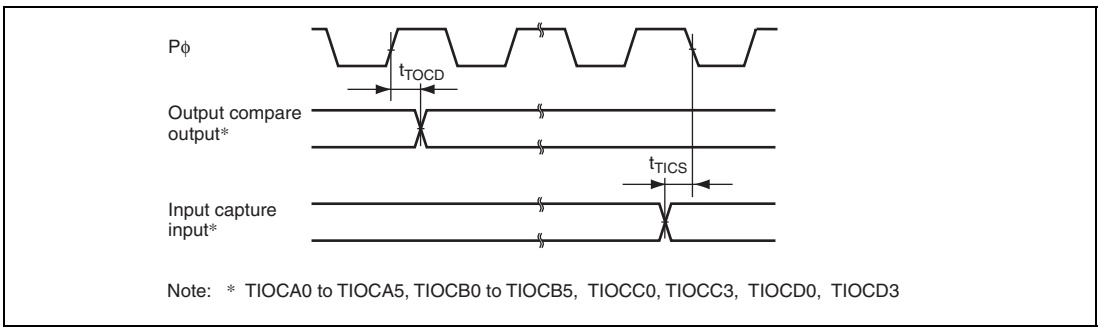 Pϕ
tTOCD
Output compare
output*
tTICS
Input capture
input*
Note: * TIOCA0 to TIOCA5, TIOCB0 to TIOCB5, TIOCC0, TIOCC3, TIOCD0, TIOCD3